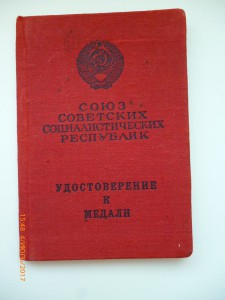 СОЮЗ
СОВЕТСКИХ
СОЦИАЛИСТИЧЕСКИХ
РЕСПУБЛИК
УДОСТОВЕРЕНИЕ
К
МЕДАЛИ